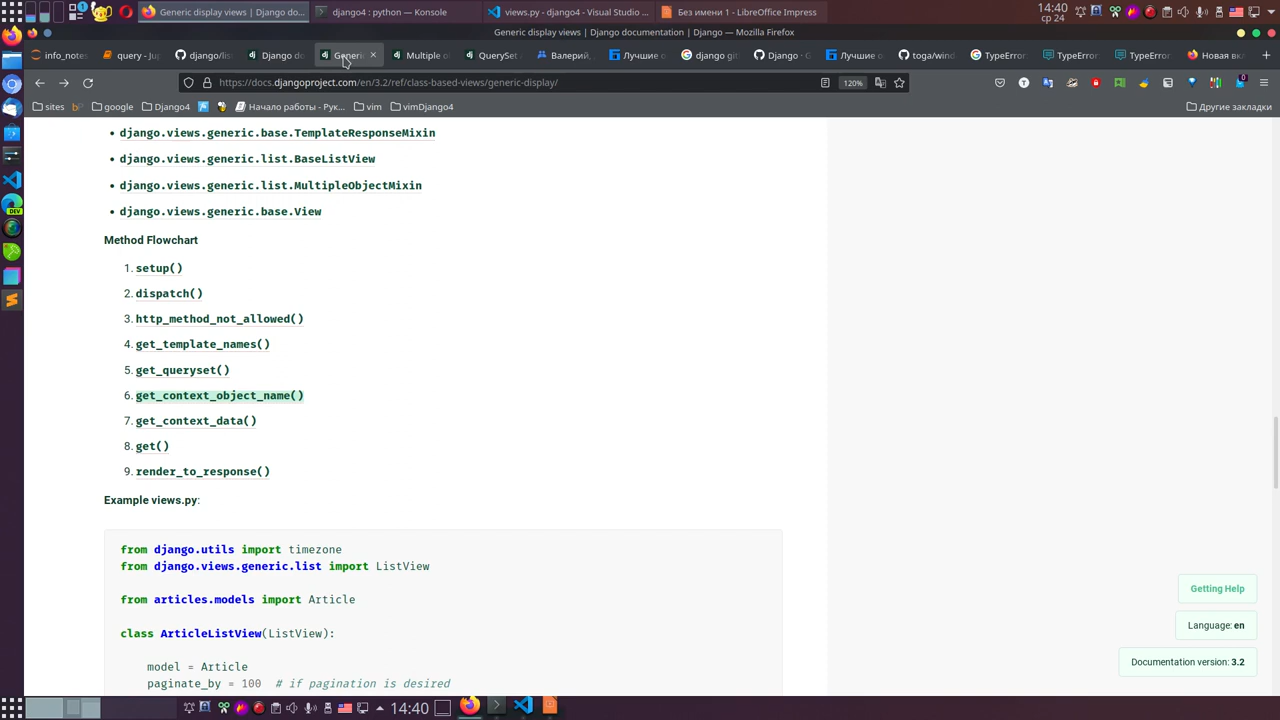 Generic display views | Django do...
django4 : python — Konsole
views.py - django4 - Visual Studio ...
Без имени 1 - LibreOffice Impress
14:40
ср 24
Generic display views | Django documentation | Django — Mozilla Firefox
info_notes
query - Jup
django/list
Django do
Generi
Multiple o
QuerySet
Валерий,
Лучшие
django git
Django ·
Лучшие с
toga/wind
TypeError
TypeError
TypeError
Новая вк
https://docs.djangoproject.com/en/3.2/ref/class-based-views/generic-display/
120%
sites
google
Django4
Начало работы - Рук...
vim
vimDjango4
Другие закладки
• django.views.generic.base.TemplateResponseMixin
• django.views.generic.list.BaseListView
• django.views.generic.list.MultipleObjectMixin
• django.views.generic.base.View
Method Flowchart
1. setup()
2. dispatch()
3. http_method_not_allowed()
4. get_template_names()
5. get_queryset()
6. get_context_object_name()
7. get_context_data()
8. get()
9. render_to_response()
Example views.py:
from django.utils import timezone
from django.views.generic.list import ListView
from articles.models import Article
class ArticleListView(ListView):
model = Article
paginate_by = 100  # if pagination is desired
Getting Help
Language: en
Documentation version: 3.2
14:40